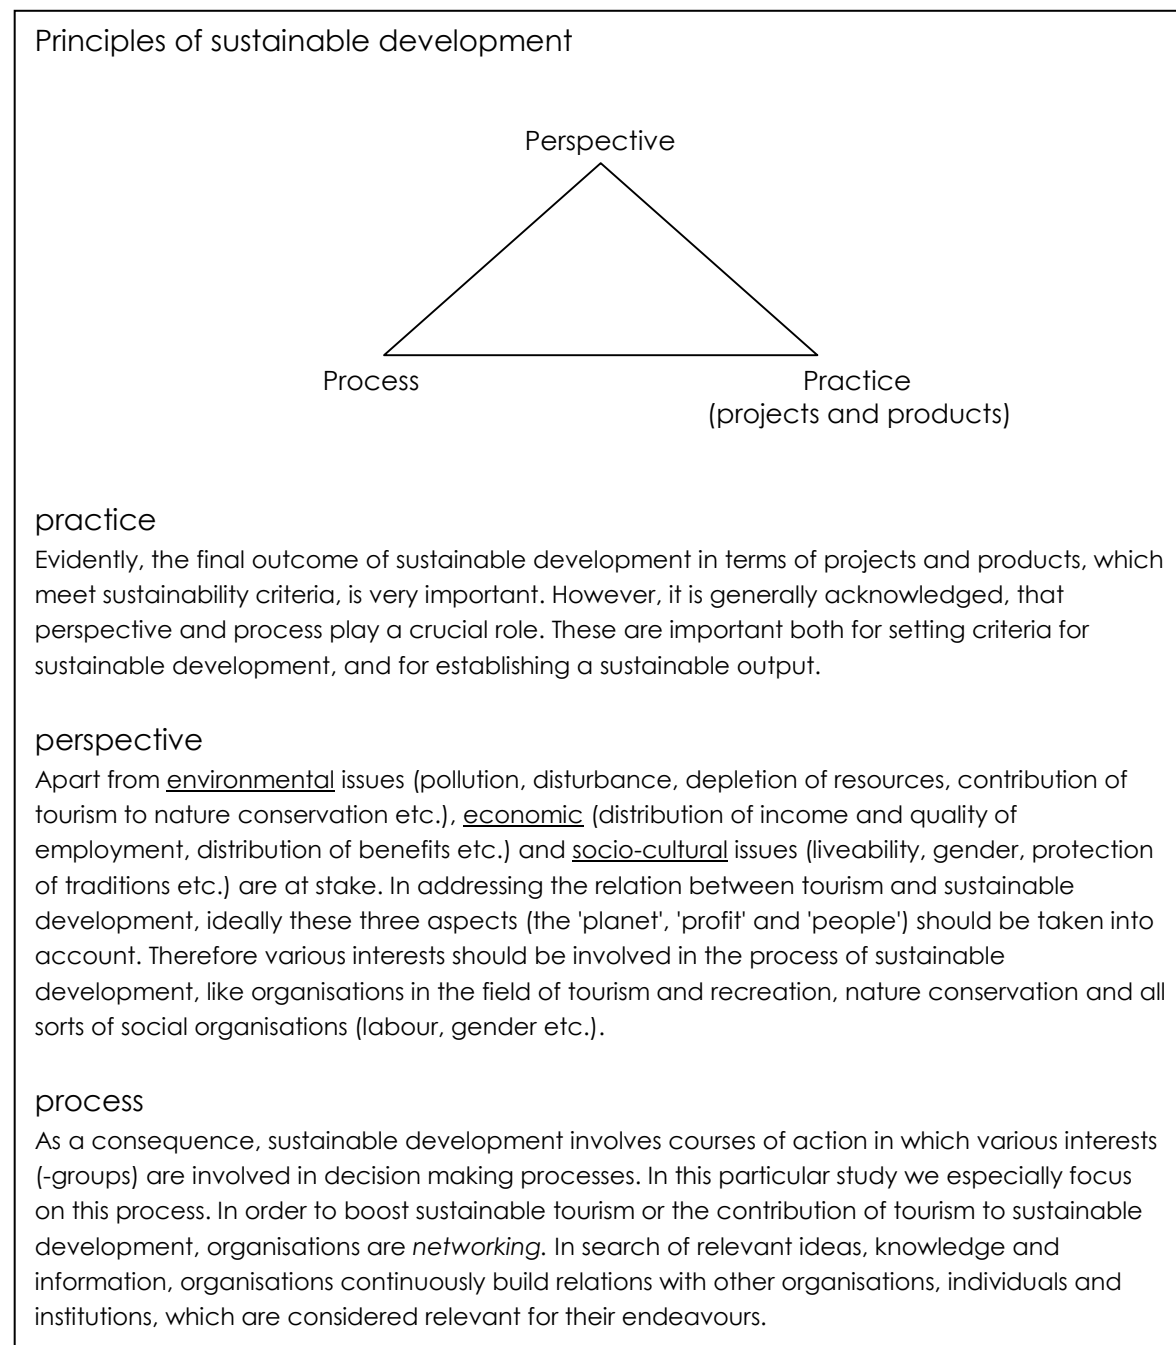 Principles of sustainable development
Perspective
Process
Practice
(projects and products)
practice
Evidently, the final outcome of sustainable development in terms of projects and products, which
meet sustainability criteria, is very important. However, it is generally acknowledged, that
perspective and process play a crucial role. These are important both for setting criteria for
sustainable development, and for establishing a sustainable output.
perspective
Apart from environmental issues (pollution, disturbance, depletion of resources, contribution of
tourism to nature conservation etc.), economic (distribution of income and quality of
employment, distribution of benefits etc.) and socio-cultural issues (liveability, gender, protection
of traditions etc.) are at stake. In addressing the relation between tourism and sustainable
development, ideally these three aspects (the 'planet', 'profit' and 'people') should be taken into
account. Therefore various interests should be involved in the process of sustainable
development, like organisations in the field of tourism and recreation, nature conservation and all
sorts of social organisations (labour, gender etc.).
process
As a consequence, sustainable development involves courses of action in which various interests
(-groups) are involved in decision making processes. In this particular study we especially focus
on this process. In order to boost sustainable tourism or the contribution of tourism to sustainable
development, organisations are networking. In search of relevant ideas, knowledge and
information, organisations continuously build relations with other organisations, individuals and
institutions, which are considered relevant for their endeavours.